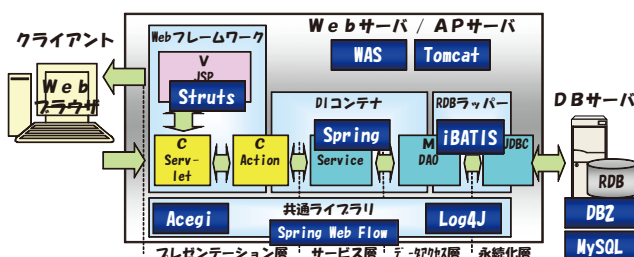 Webサーバ / APサーバ
クライアント
Webフレームワーク
WAS
Tomcat
V
JSP
Struts
Web
ブラウザ
DIコンテナ
RDBラッパー
DBサーバ
Spring
iBATIS
C
Serv-
let
C
Action
Service
M
DAO
JDBC
RDB
共通ライブラリ
Acegi
Log4J
Spring Web Flow
DB2
MySQL
プレゼンテーション層
サービス層
データアクセス層
永続化層